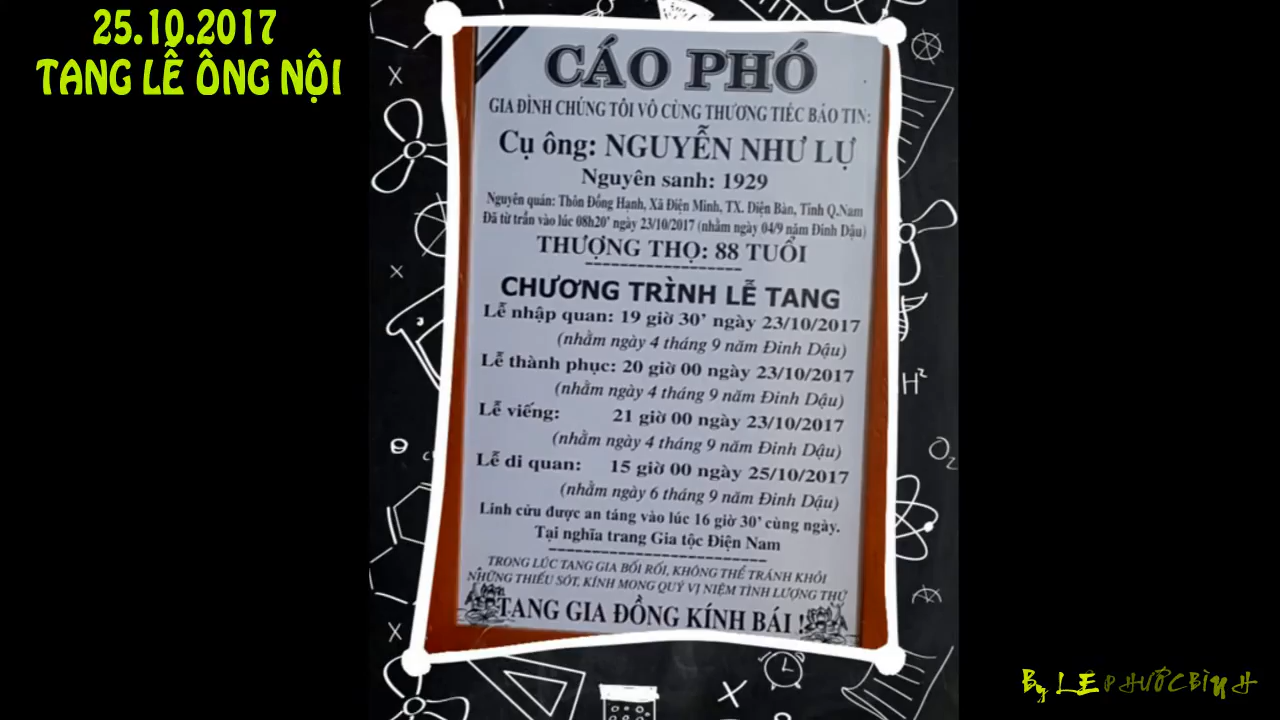 25.10.2017
TANG LỄ ÔNG NỘI
CÁO PHÓ
GIA ĐÌNH CHÚNG TÔI VÔ CÙNG THƯƠNG TIẾC BÁO TIN:
Cụ ông: NGUYỄN NHƯ LỰ
Nguyên sanh: 1929
Nguyên quán: Thôn Đồng Hạnh, Xã Điện Minh, TX. Điện Bàn, Tỉnh Q.Nam
Đã từ trần vào lúc 08h20' ngày 23/10/2017 (nhằm ngày 04/9 năm Đinh Dậu)
THƯỢNG THỌ: 88 TUỔI
CHƯƠNG TRÌNH LỄ TANG
Lễ nhập quan: 19 giờ 30' ngày 23/10/2017
(nhằm ngày 4 tháng 9 năm Đinh Dậu)
Lễ thành phục: 20 giờ 00 ngày 23/10/2017
(nhằm ngày 4 tháng 9 năm Đinh Dậu)
Lễ viếng: 21 giờ 00 ngày 23/10/2017
(nhằm ngày 4 tháng 9 năm Đinh Dậu)
Lễ di quan: 15 giờ 00 ngày 25/10/2017
(nhằm ngày 6 tháng 9 năm Đinh Dậu)
Linh cửu được an táng vào lúc 16 giờ 30' cùng ngày.
Tại nghĩa trang Gia tộc Điện Nam
TRONG LÚC TANG GIA BỐI RỐI, KHÔNG THỂ TRÁNH KHỎI
NHỮNG THIẾU SÓT, KÍNH MONG QUÝ VỊ NIỆM TÌNH LƯỢNG THỨ
TANG GIA ĐỒNG KÍNH BÁI !
H²
O₂
By LE PHƯỚC BÌNH